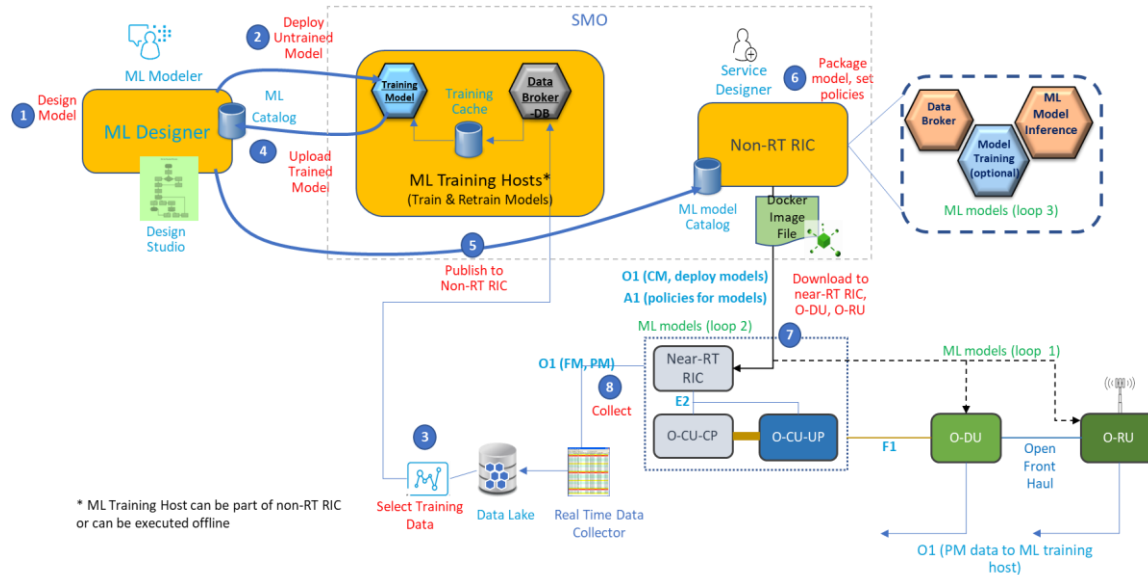 SMO
2
Deploy
Untrained
Model
ML Modeler
1
Design
Model
ML Designer
ML
Catalog
4
Upload
Trained
Model
Design
Studio
Training
Model
Training
Cache
Data
Broker
-DB
ML Training Hosts*
(Train & Retrain Models)
Service
Designer
6
Package
model, set
policies
Non-RT RIC
ML model
Catalog
Docker
Image
File
Data
Broker
ML
Model
Inference
Model
Training
(optional)
ML models (loop 3)
5
Publish to
Non-RT RIC
O1 (CM, deploy models)
A1 (policies for models)
Download to
near-RT RIC,
O-DU, O-RU
ML models (loop 2)
7
ML models (loop 1)
O1 (FM, PM)
8
Collect
Near-RT
RIC
E2
O-CU-CP
O-CU-UP
F1
O-DU
Open
Front
Haul
O-RU
3
Select Training
Data
Data Lake
Real Time Data
Collector
* ML Training Host can be part of non-RT RIC
or can be executed offline
O1 (PM data to ML training
host)